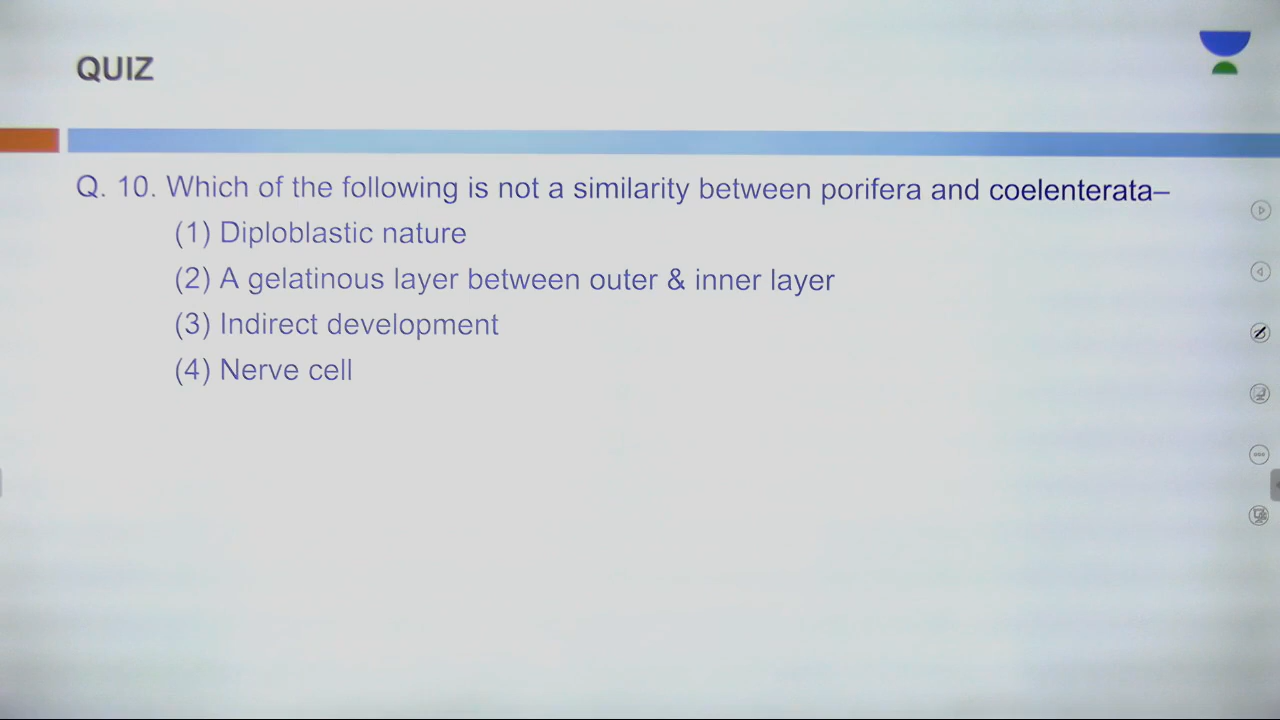 QUIZ
Q. 10. Which of the following is not a similarity between porifera and coelenterata–
(1) Diploblastic nature
(2) A gelatinous layer between outer & inner layer
(3) Indirect development
(4) Nerve cell